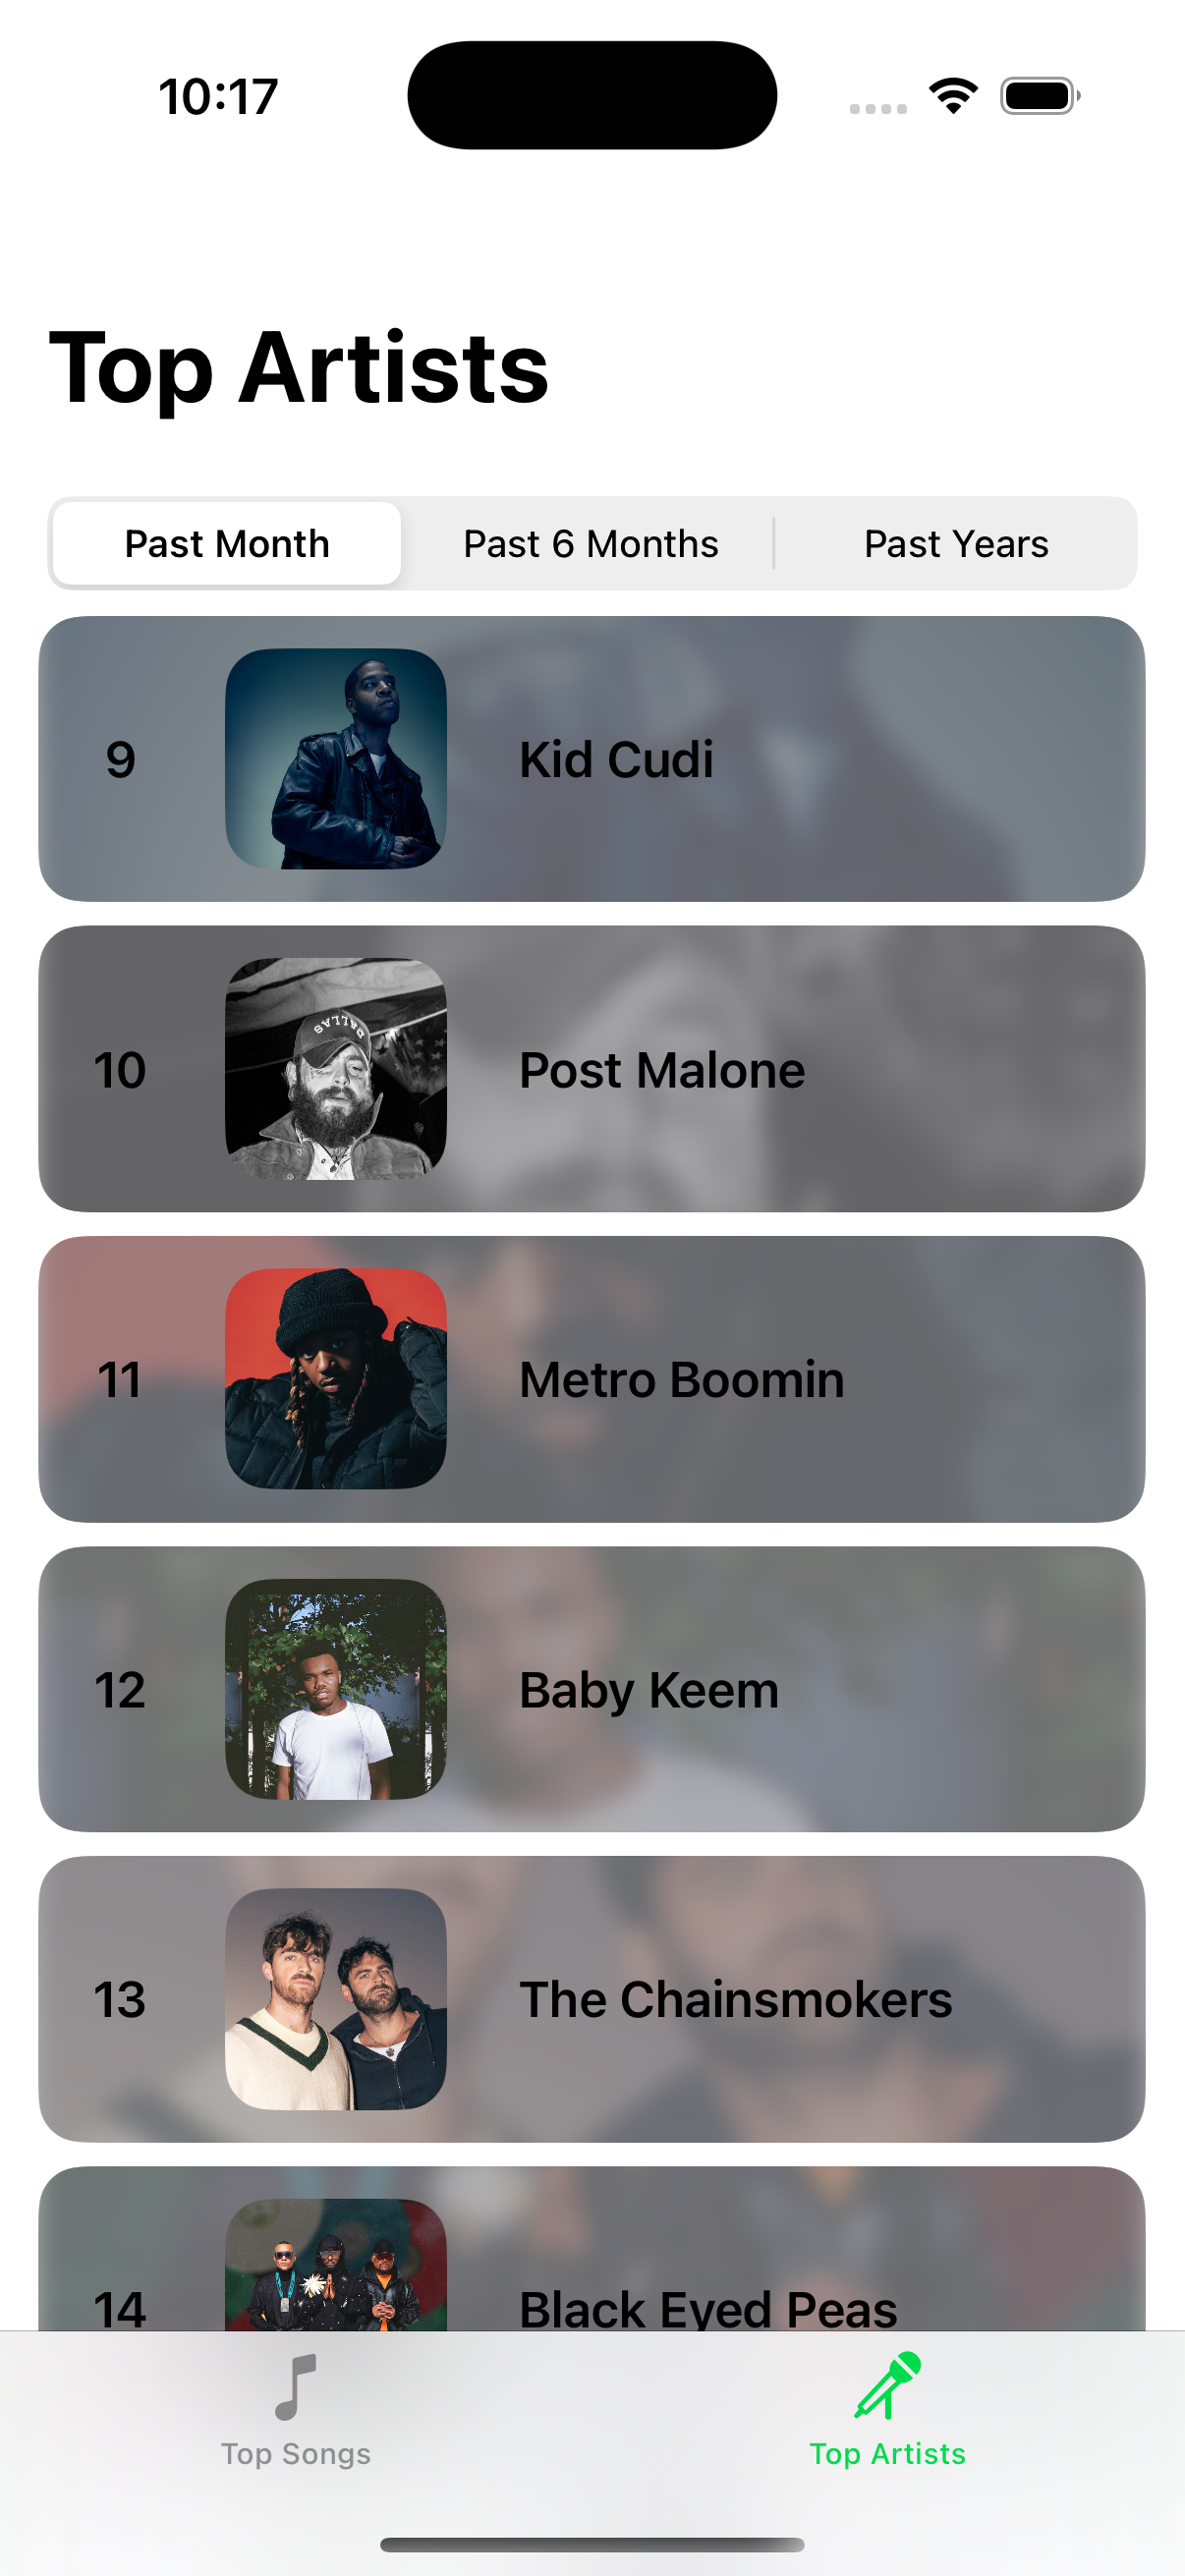 10:17
Top Artists
Past Month Past 6 Months Past Years
9 Kid Cudi
10 DALLAS Post Malone
11 Metro Boomin
12 Baby Keem
13 The Chainsmokers
14 Black Eyed Peas
Top Songs Top Artists